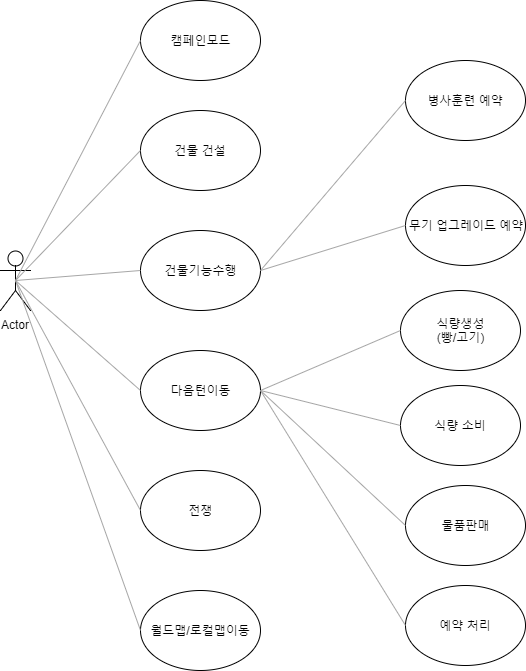 캠페인모드
건물 건설
건물기능수행
다음턴이동
전쟁
월드맵/로컬맵이동
Actor
병사훈련 예약
무기 업그레이드 예약
식량생성
(빵/고기)
식량 소비
물품판매
예약 처리